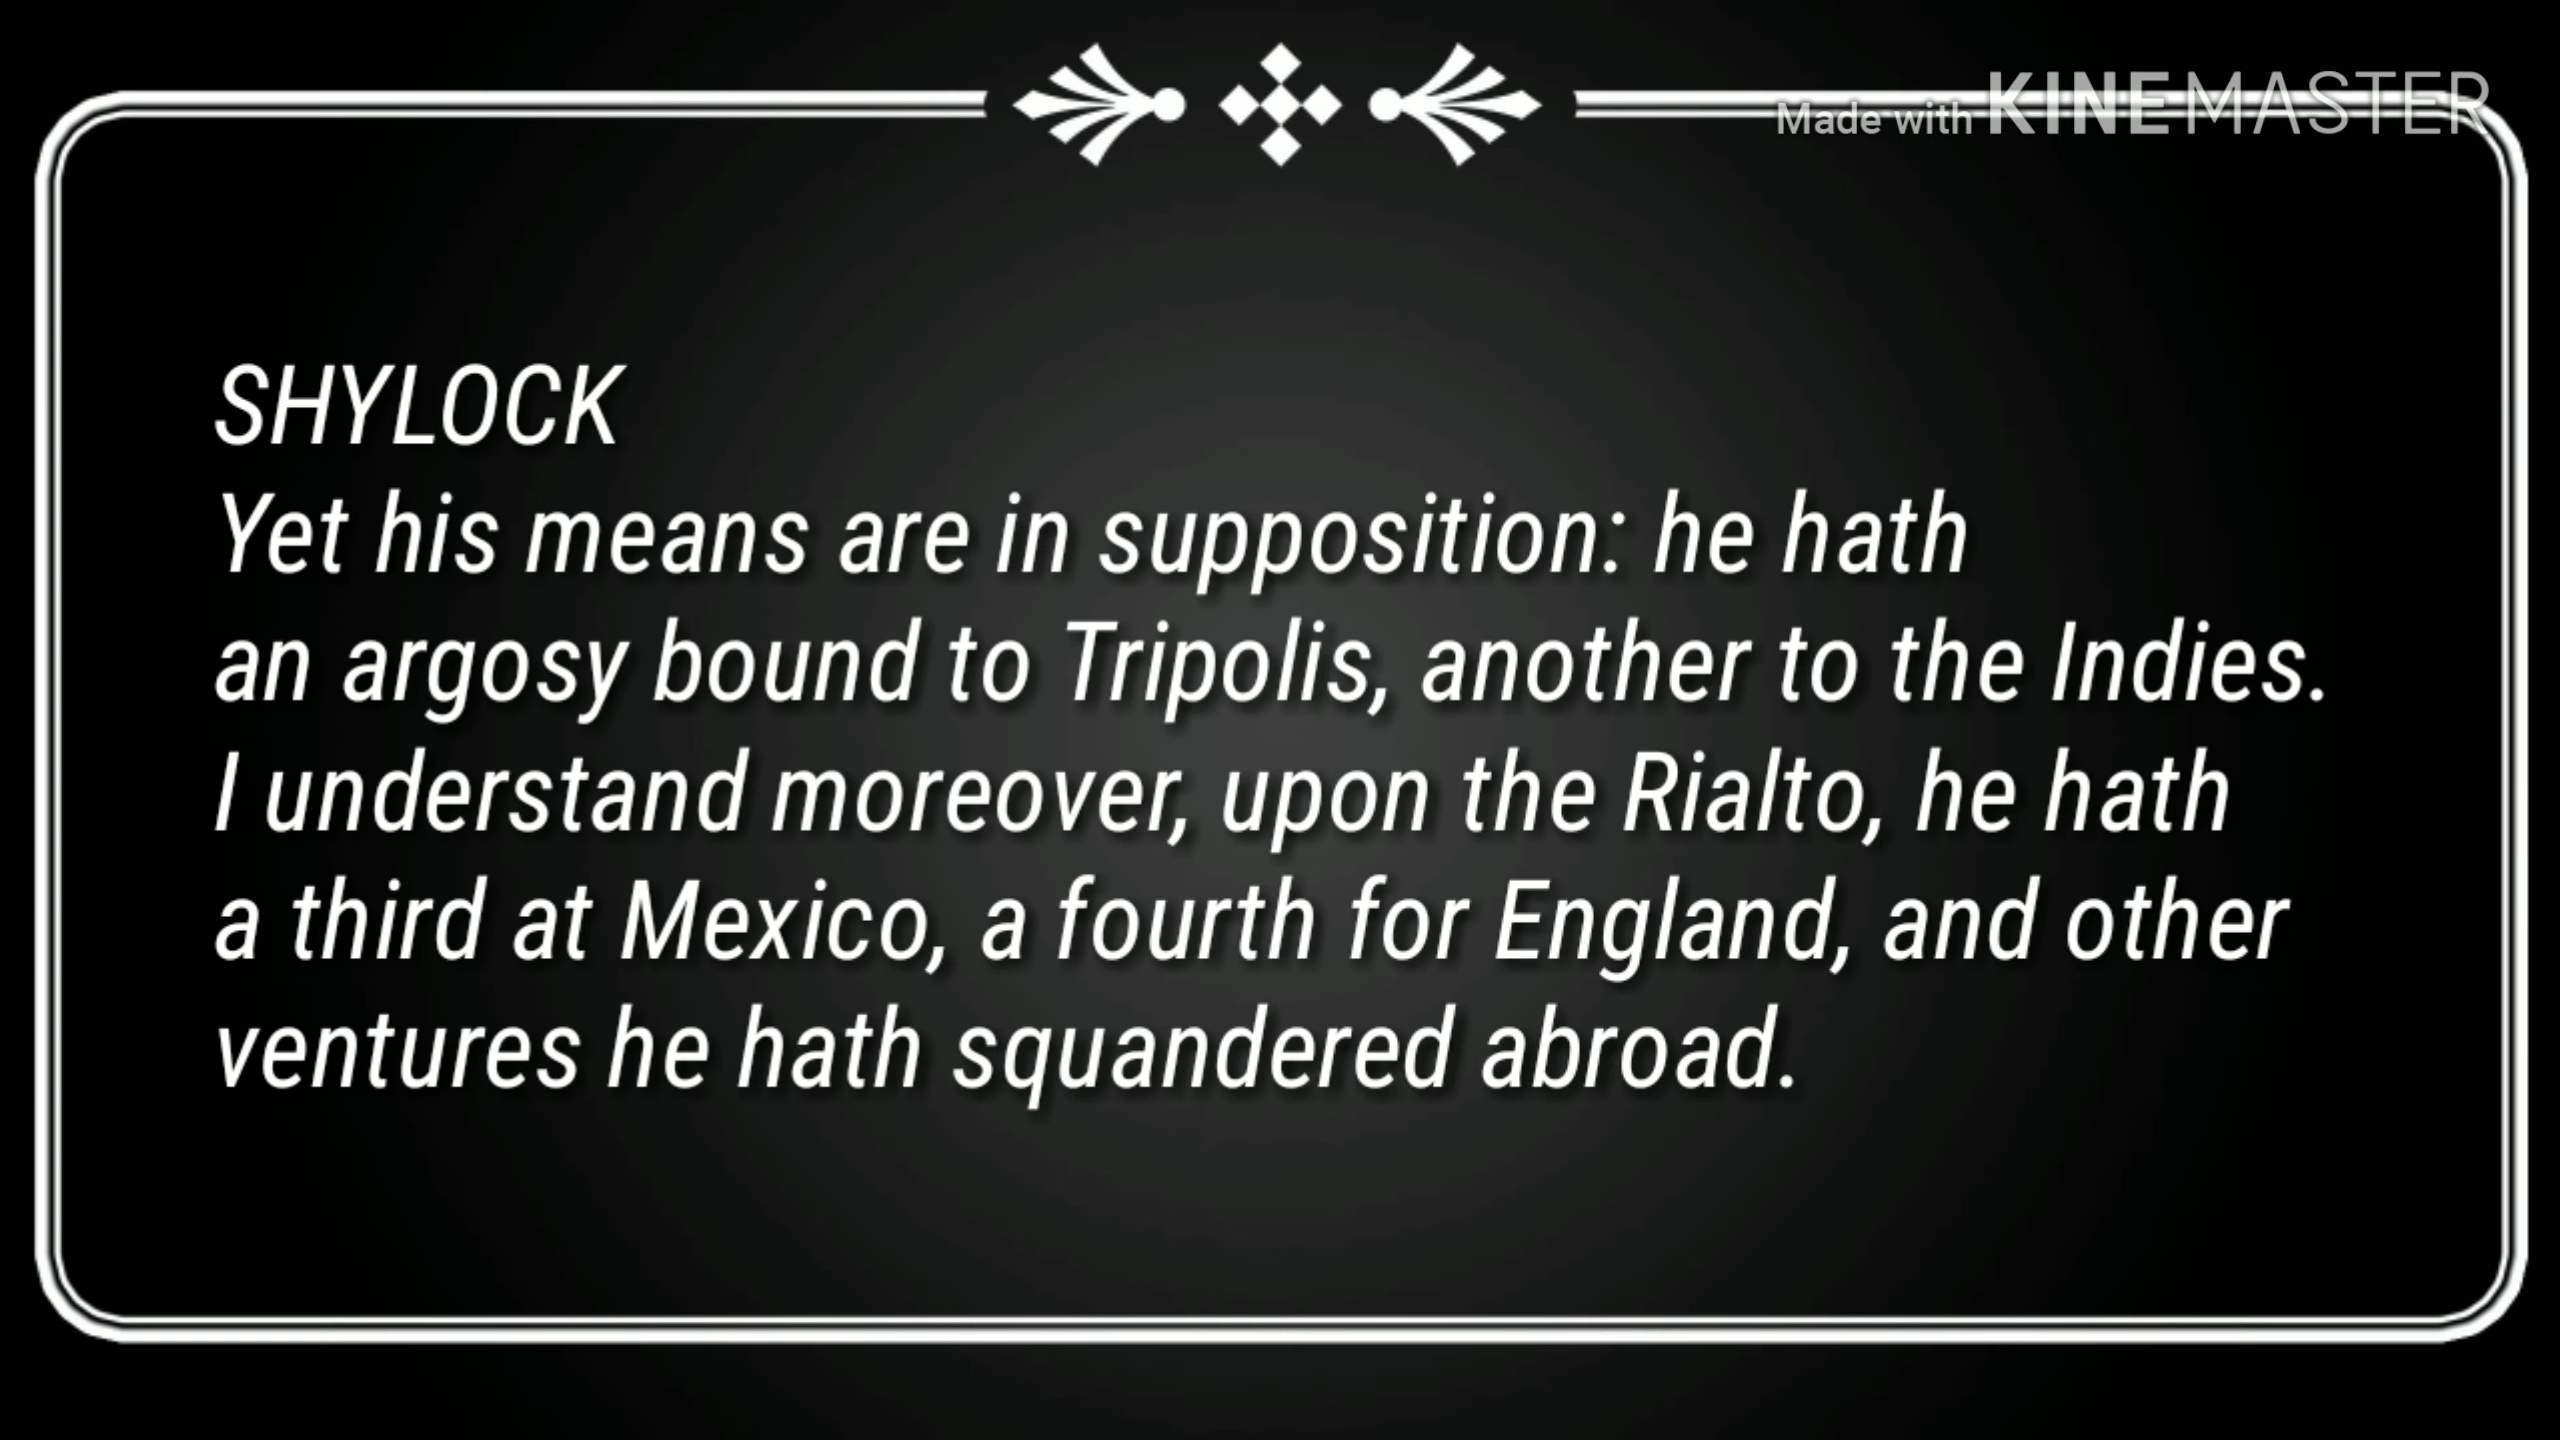 Made with KINEMASTER
SHYLOCK
Yet his means are in supposition: he hath
an argosy bound to Tripolis, another to the Indies.
I understand moreover, upon the Rialto, he hath
a third at Mexico, a fourth for England, and other
ventures he hath squandered abroad.